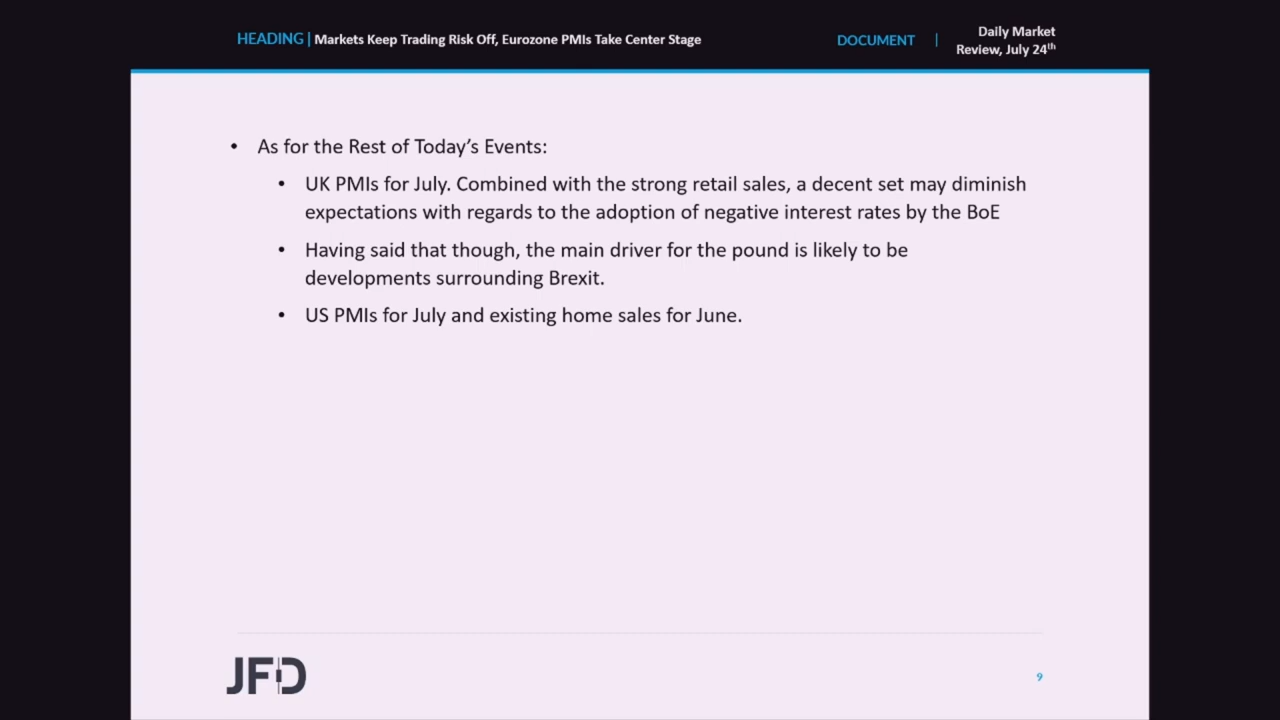 HEADING | Markets Keep Trading Risk Off, Eurozone PMIs Take Center Stage
DOCUMENT |
Daily Market
Review, July 24th
• As for the Rest of Today’s Events:
• UK PMIs for July. Combined with the strong retail sales, a decent set may diminish
expectations with regards to the adoption of negative interest rates by the BoE
• Having said that though, the main driver for the pound is likely to be
developments surrounding Brexit.
• US PMIs for July and existing home sales for June.
JFD
9